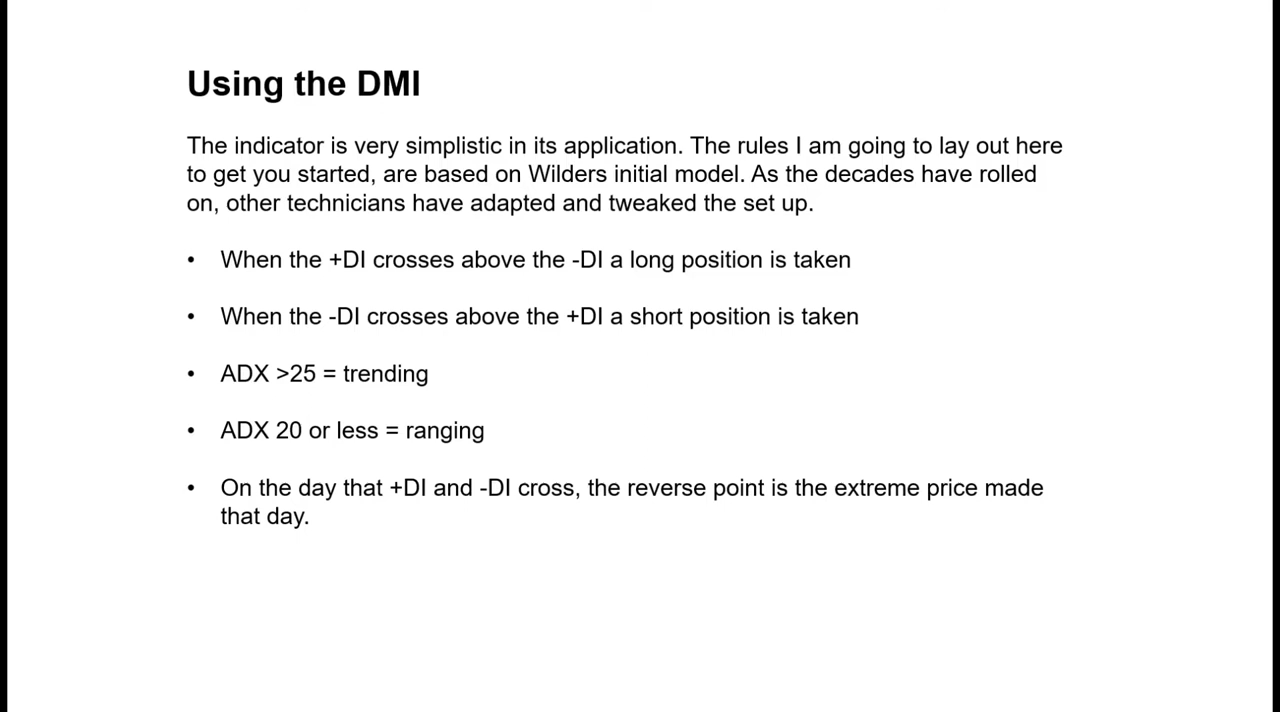 Using the DMI
The indicator is very simplistic in its application. The rules I am going to lay out here
to get you started, are based on Wilders initial model. As the decades have rolled
on, other technicians have adapted and tweaked the set up.
• When the +DI crosses above the -DI a long position is taken
• When the -DI crosses above the +DI a short position is taken
• ADX >25 = trending
• ADX 20 or less = ranging
• On the day that +DI and -DI cross, the reverse point is the extreme price made
that day.